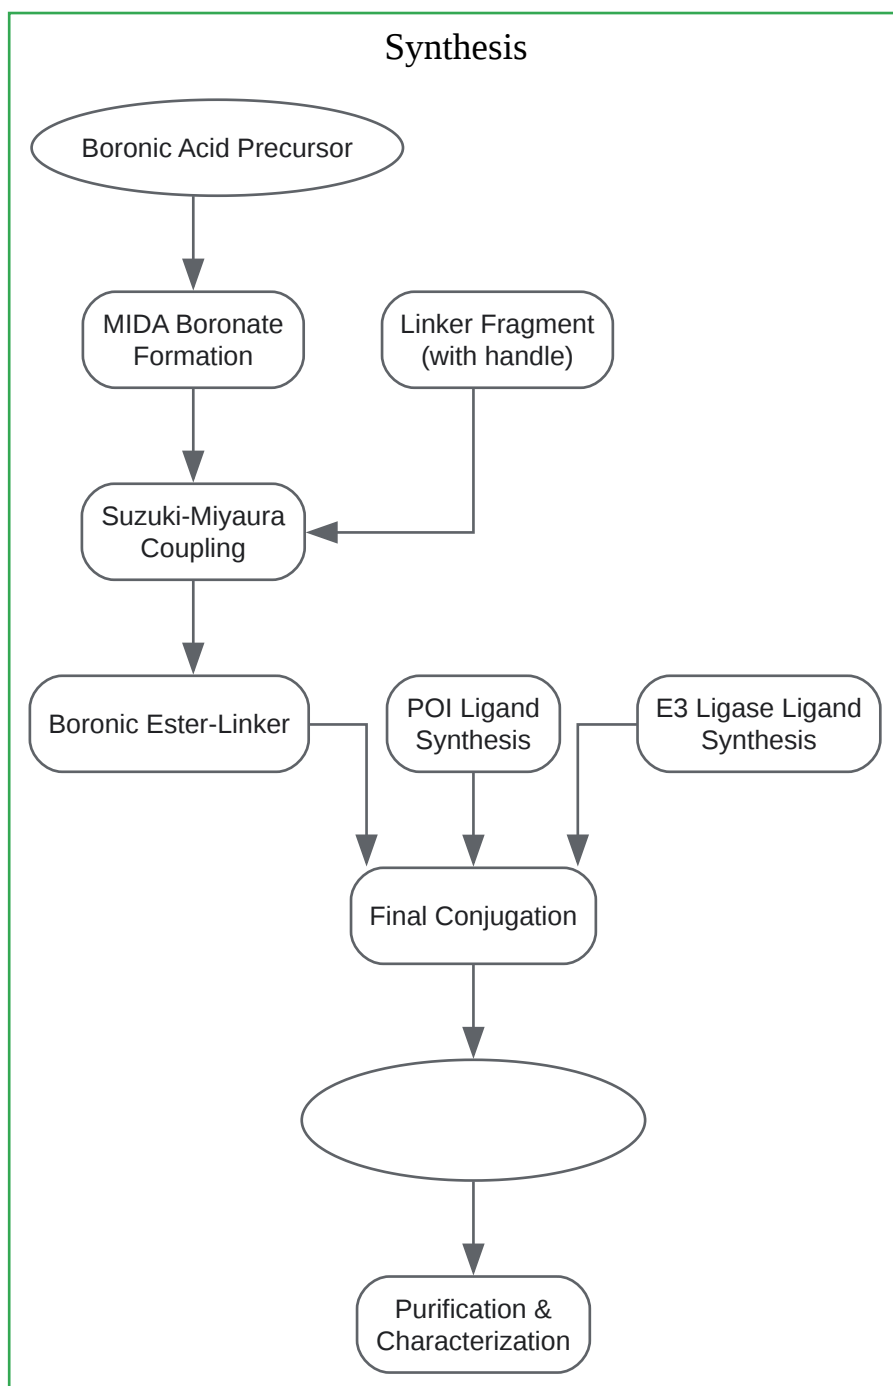 Synthesis
Boronic Acid Precursor
MIDA Boronate
Formation
Linker Fragment
(with handle)
Suzuki-Miyaura
Coupling
Boronic Ester-Linker
POI Ligand
Synthesis
E3 Ligase Ligand
Synthesis
Final Conjugation
Purification &
Characterization